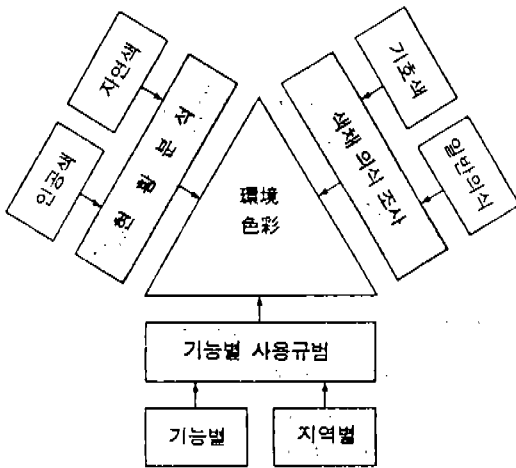 자연색
인공색
현황분석
環境
色彩
기호색
일반의식
색채 의식 조사
기능별 사용규범
기능별
지역별